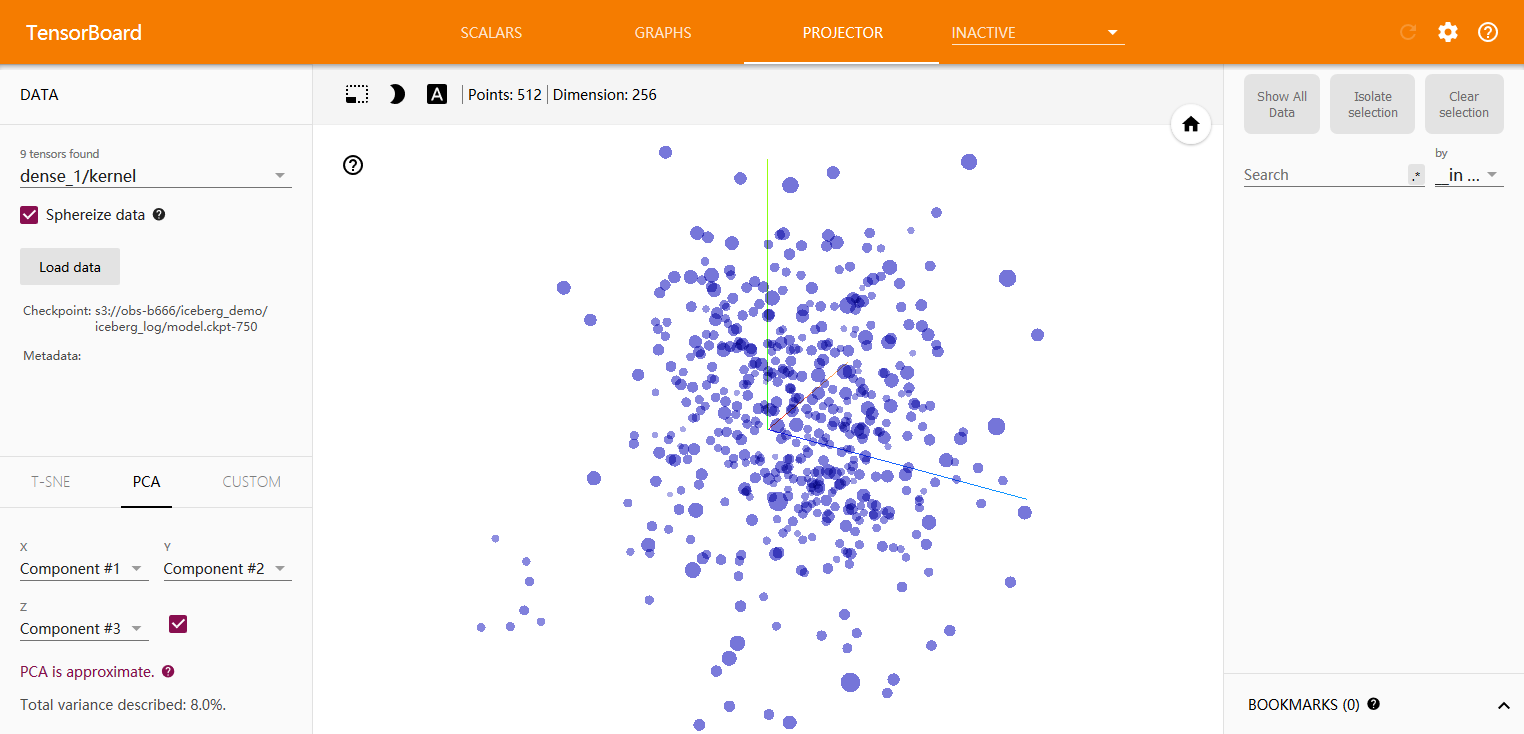 TensorBoard
SCALARS
GRAPHS
PROJECTOR
INACTIVE
DATA
9 tensors found
dense_1/kernel
Sphereize data
Load data
Checkpoint: s3://obs-b666/iceberg_demo/
iceberg_log/model.ckpt-750
Metadata:
T-SNE
PCA
CUSTOM
X
Y
Component #1
Component #2
Z
Component #3
PCA is approximate.
Total variance described: 8.0%.
A
Points: 512
Dimension: 256
Show All
Data
Isolate
selection
Clear
selection
Search
.*
by
__in ...
BOOKMARKS (0)